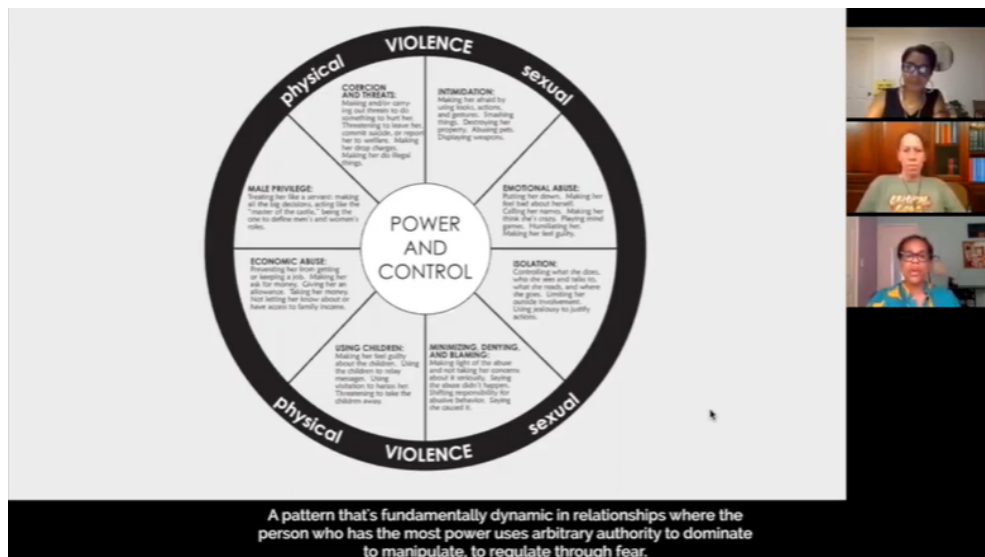 physical
VIOLENCE
sexual
COERCION
AND THREATS:
Making and/or carry-
ing out threats to do
something to hurt her.
Threatening to leave her,
commit suicide, or report
her to welfare. Making
her drop charges.
Making her do illegal
things.
INTIMIDATION:
Making her afraid by
using looks, actions,
and gestures. Smashing
things. Destroying her
property. Abusing pets.
Displaying weapons.
MALE PRIVILEGE:
Treating her like a servant: making
all the big decisions, acting like the
"master of the castle," being the
one to define men's and women's
roles.
EMOTIONAL ABUSE:
Putting her down. Making her
feel bad about herself.
Calling her names. Making her
think she's crazy. Playing mind
games. Humiliating her.
Making her feel guilty.
POWER
AND
CONTROL
ECONOMIC ABUSE:
Preventing her from getting
or keeping a job. Making her
ask for money. Giving her an
allowance. Taking her money.
Not letting her know about or
have access to family income.
ISOLATION:
Controlling what she does,
who she sees and talks to,
what she reads, and where
she goes. Limiting her
outside involvement.
Using jealousy to justify
actions.
USING CHILDREN:
Making her feel guilty
about the children. Using
the children to relay
messages. Using
visitation to harass her.
Threatening to take the
children away.
MINIMIZING, DENYING,
AND BLAMING:
Making light of the abuse
and not taking her concerns
about it seriously. Saying
the abuse didn't happen.
Shifting responsibility for
abusive behavior. Saying
she caused it.
physical
VIOLENCE
sexual
A pattern that's fundamentally dynamic in relationships where the
person who has the most power uses arbitrary authority to dominate
to manipulate, to regulate through fear,